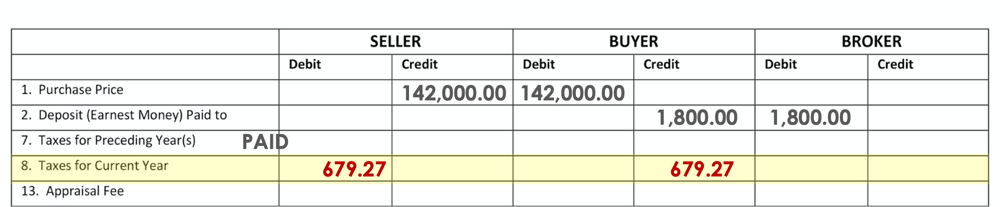 SELLER BUYER BROKER
Debit Credit Debit Credit Debit Credit
1. Purchase Price 142,000.00 142,000.00
2. Deposit (Earnest Money) Paid to 1,800.00 1,800.00
7. Taxes for Preceding Year(s) PAID
8. Taxes for Current Year 679.27 679.27
13. Appraisal Fee